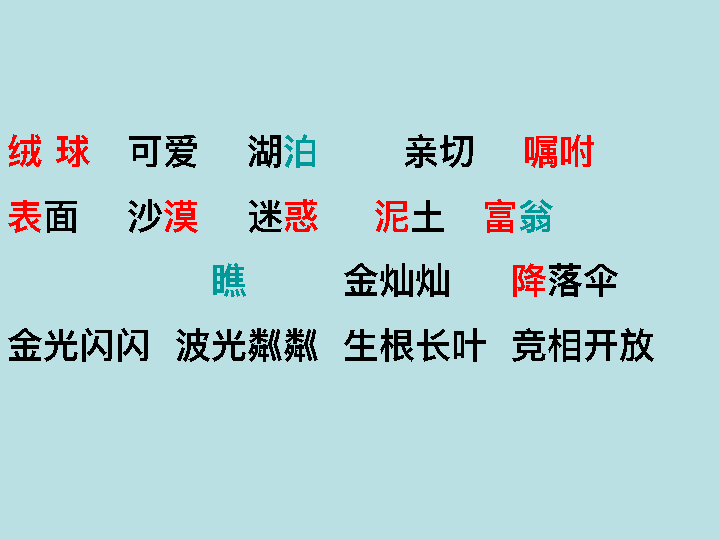 绒 球 可爱 湖泊 亲切 嘱咐
表面 沙漠 迷惑 泥土 富翁
瞧 金灿灿 降落伞
金光闪闪 波光粼粼 生根长叶 竞相开放